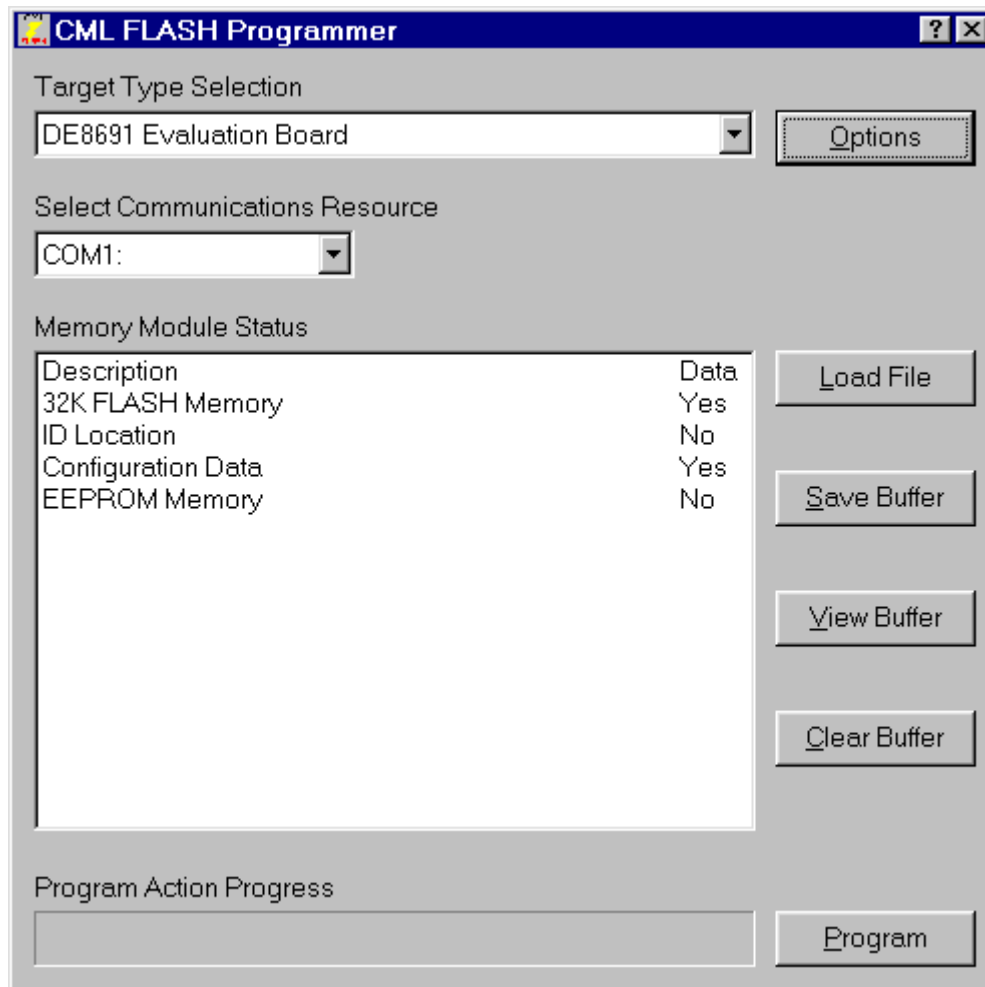 CML FLASH Programmer
Target Type Selection
DE8691 Evaluation Board
Options
Select Communications Resource
COM1:
Memory Module Status
Description Data
32K FLASH Memory Yes
ID Location No
Configuration Data Yes
EEPROM Memory No
Load File
Save Buffer
View Buffer
Clear Buffer
Program Action Progress
Program